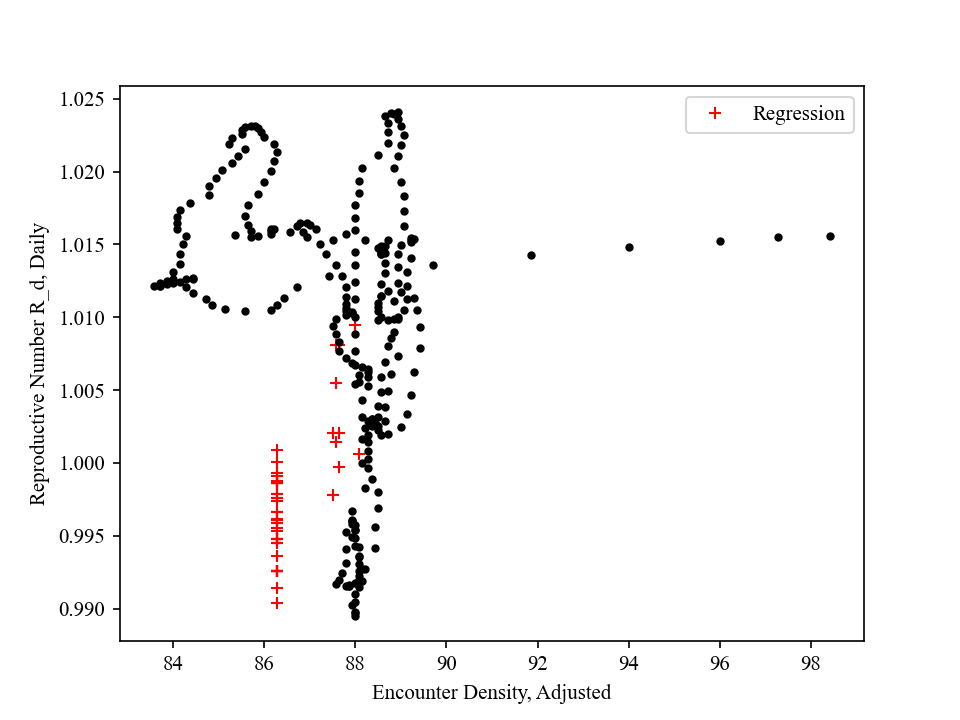 1.025
1.020
1.015
1.010
1.005
1.000
0.995
0.990
Reproductive Number R_d, Daily
Regression
84 86 88 90 92 94 96 98
Encounter Density, Adjusted